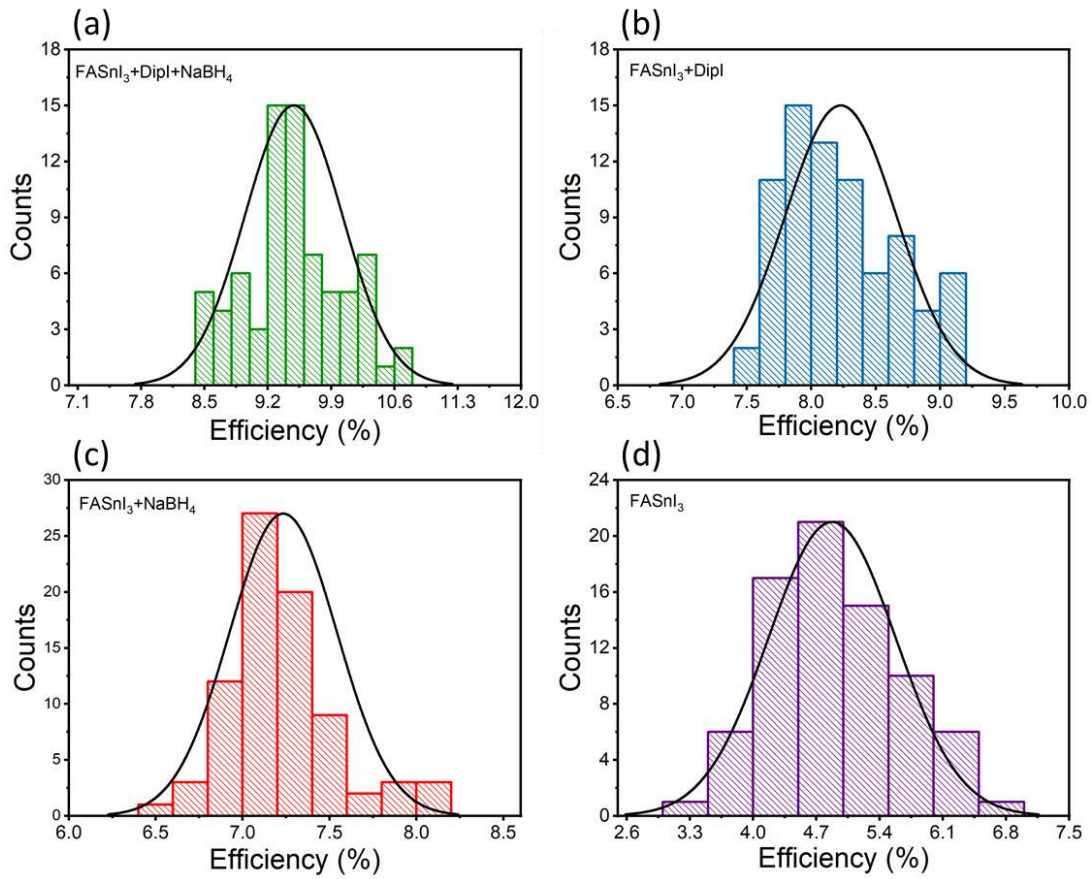 (a)
FASnI₃+DipI+NaBH₄
18
15
12
9
6
3
0
Counts
7.1 7.8 8.5 9.2 9.9 10.6 11.3 12.0
Efficiency (%)
(b)
FASnI₃+DipI
18
15
12
9
6
3
0
Counts
6.5 7.0 7.5 8.0 8.5 9.0 9.5 10.0
Efficiency (%)
(c)
FASnI₃+NaBH₄
30
25
20
15
10
5
0
Counts
6.0 6.5 7.0 7.5 8.0 8.5
Efficiency (%)
(d)
FASnI₃
24
20
16
12
8
4
0
Counts
2.6 3.3 4.0 4.7 5.4 6.1 6.8 7.5
Efficiency (%)